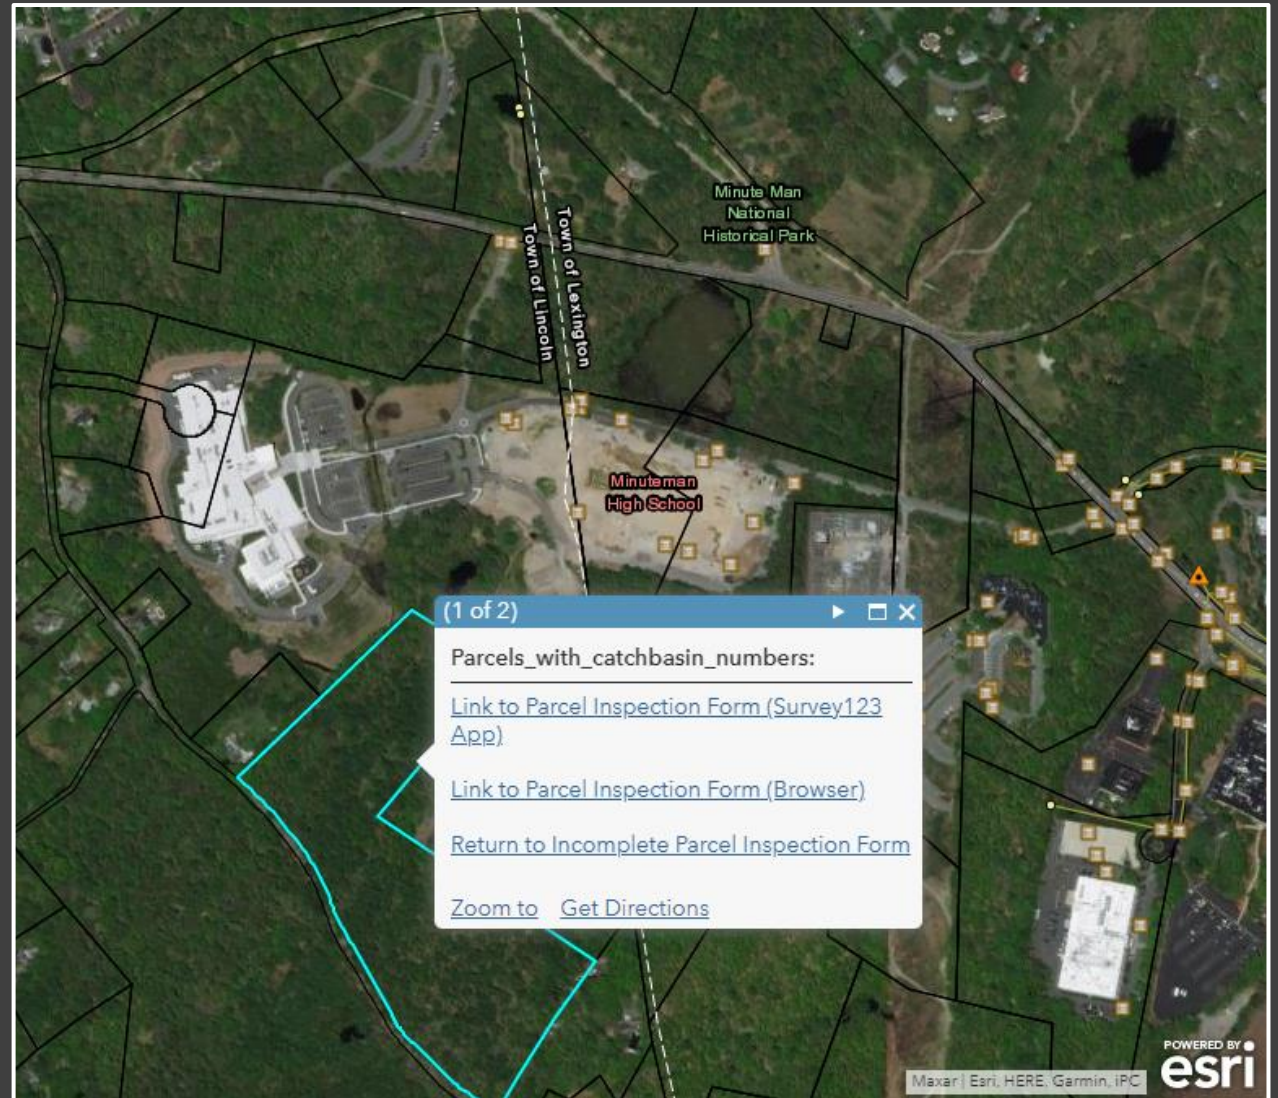 Minute Man
National
Historical Park
Town of Lexington
Town of Lincoln
Minuteman
High School
(1 of 2)
Parcels_with_catchbasin_numbers:
Link to Parcel Inspection Form (Survey123
App)
Link to Parcel Inspection Form (Browser)
Return to Incomplete Parcel Inspection Form
Zoom to Get Directions
POWERED BY
esri
Maxar | Esri, HERE, Garmin, iPC